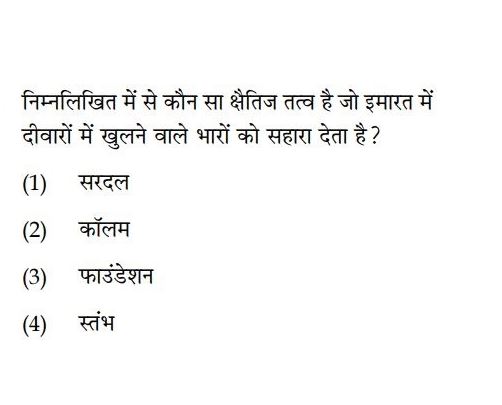 निम्नलिखित में से कौन सा क्षैतिज तत्व है जो इमारत में
दीवारों में खुलने वाले भारों को सहारा देता है?
(1) सरदल
(2) कॉलम
(3) फाउंडेशन
(4) स्तंभ